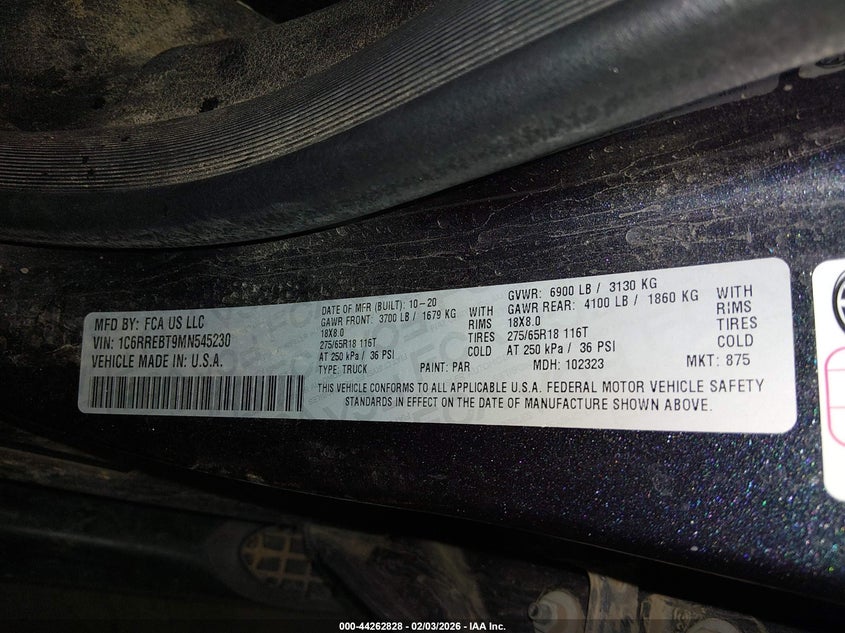 MFD BY: FCA US LLC
VIN: 1C6RREBT9MN545230
VEHICLE MADE IN: U.S.A.
DATE OF MFR (BUILT): 10-20
GAWR FRONT: 3700 LB / 1679 KG WITH
18X8.0 RIMS
275/65R18 116T TIRES
AT 250 kPa / 36 PSI COLD
TYPE: TRUCK PAINT: PAR
GVWR: 6900 LB / 3130 KG
GAWR REAR: 4100 LB / 1860 KG WITH
18X8.0 RIMS
275/65R18 116T TIRES
AT 250 kPa / 36 PSI COLD
MDH: 102323 MKT: 875
THIS VEHICLE CONFORMS TO ALL APPLICABLE U.S.A. FEDERAL MOTOR VEHICLE SAFETY
STANDARDS IN EFFECT ON THE DATE OF MANUFACTURE SHOWN ABOVE.
000-44262828 - 02/03/2026 - IAA Inc.